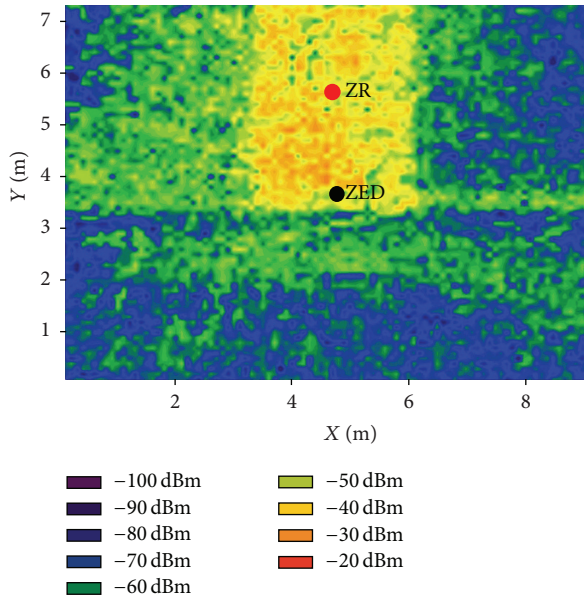 7
6
5
4
3
2
1
Y (m)
ZR
ZED
2
4
6
8
X (m)
−100 dBm
−90 dBm
−80 dBm
−70 dBm
−60 dBm
−50 dBm
−40 dBm
−30 dBm
−20 dBm